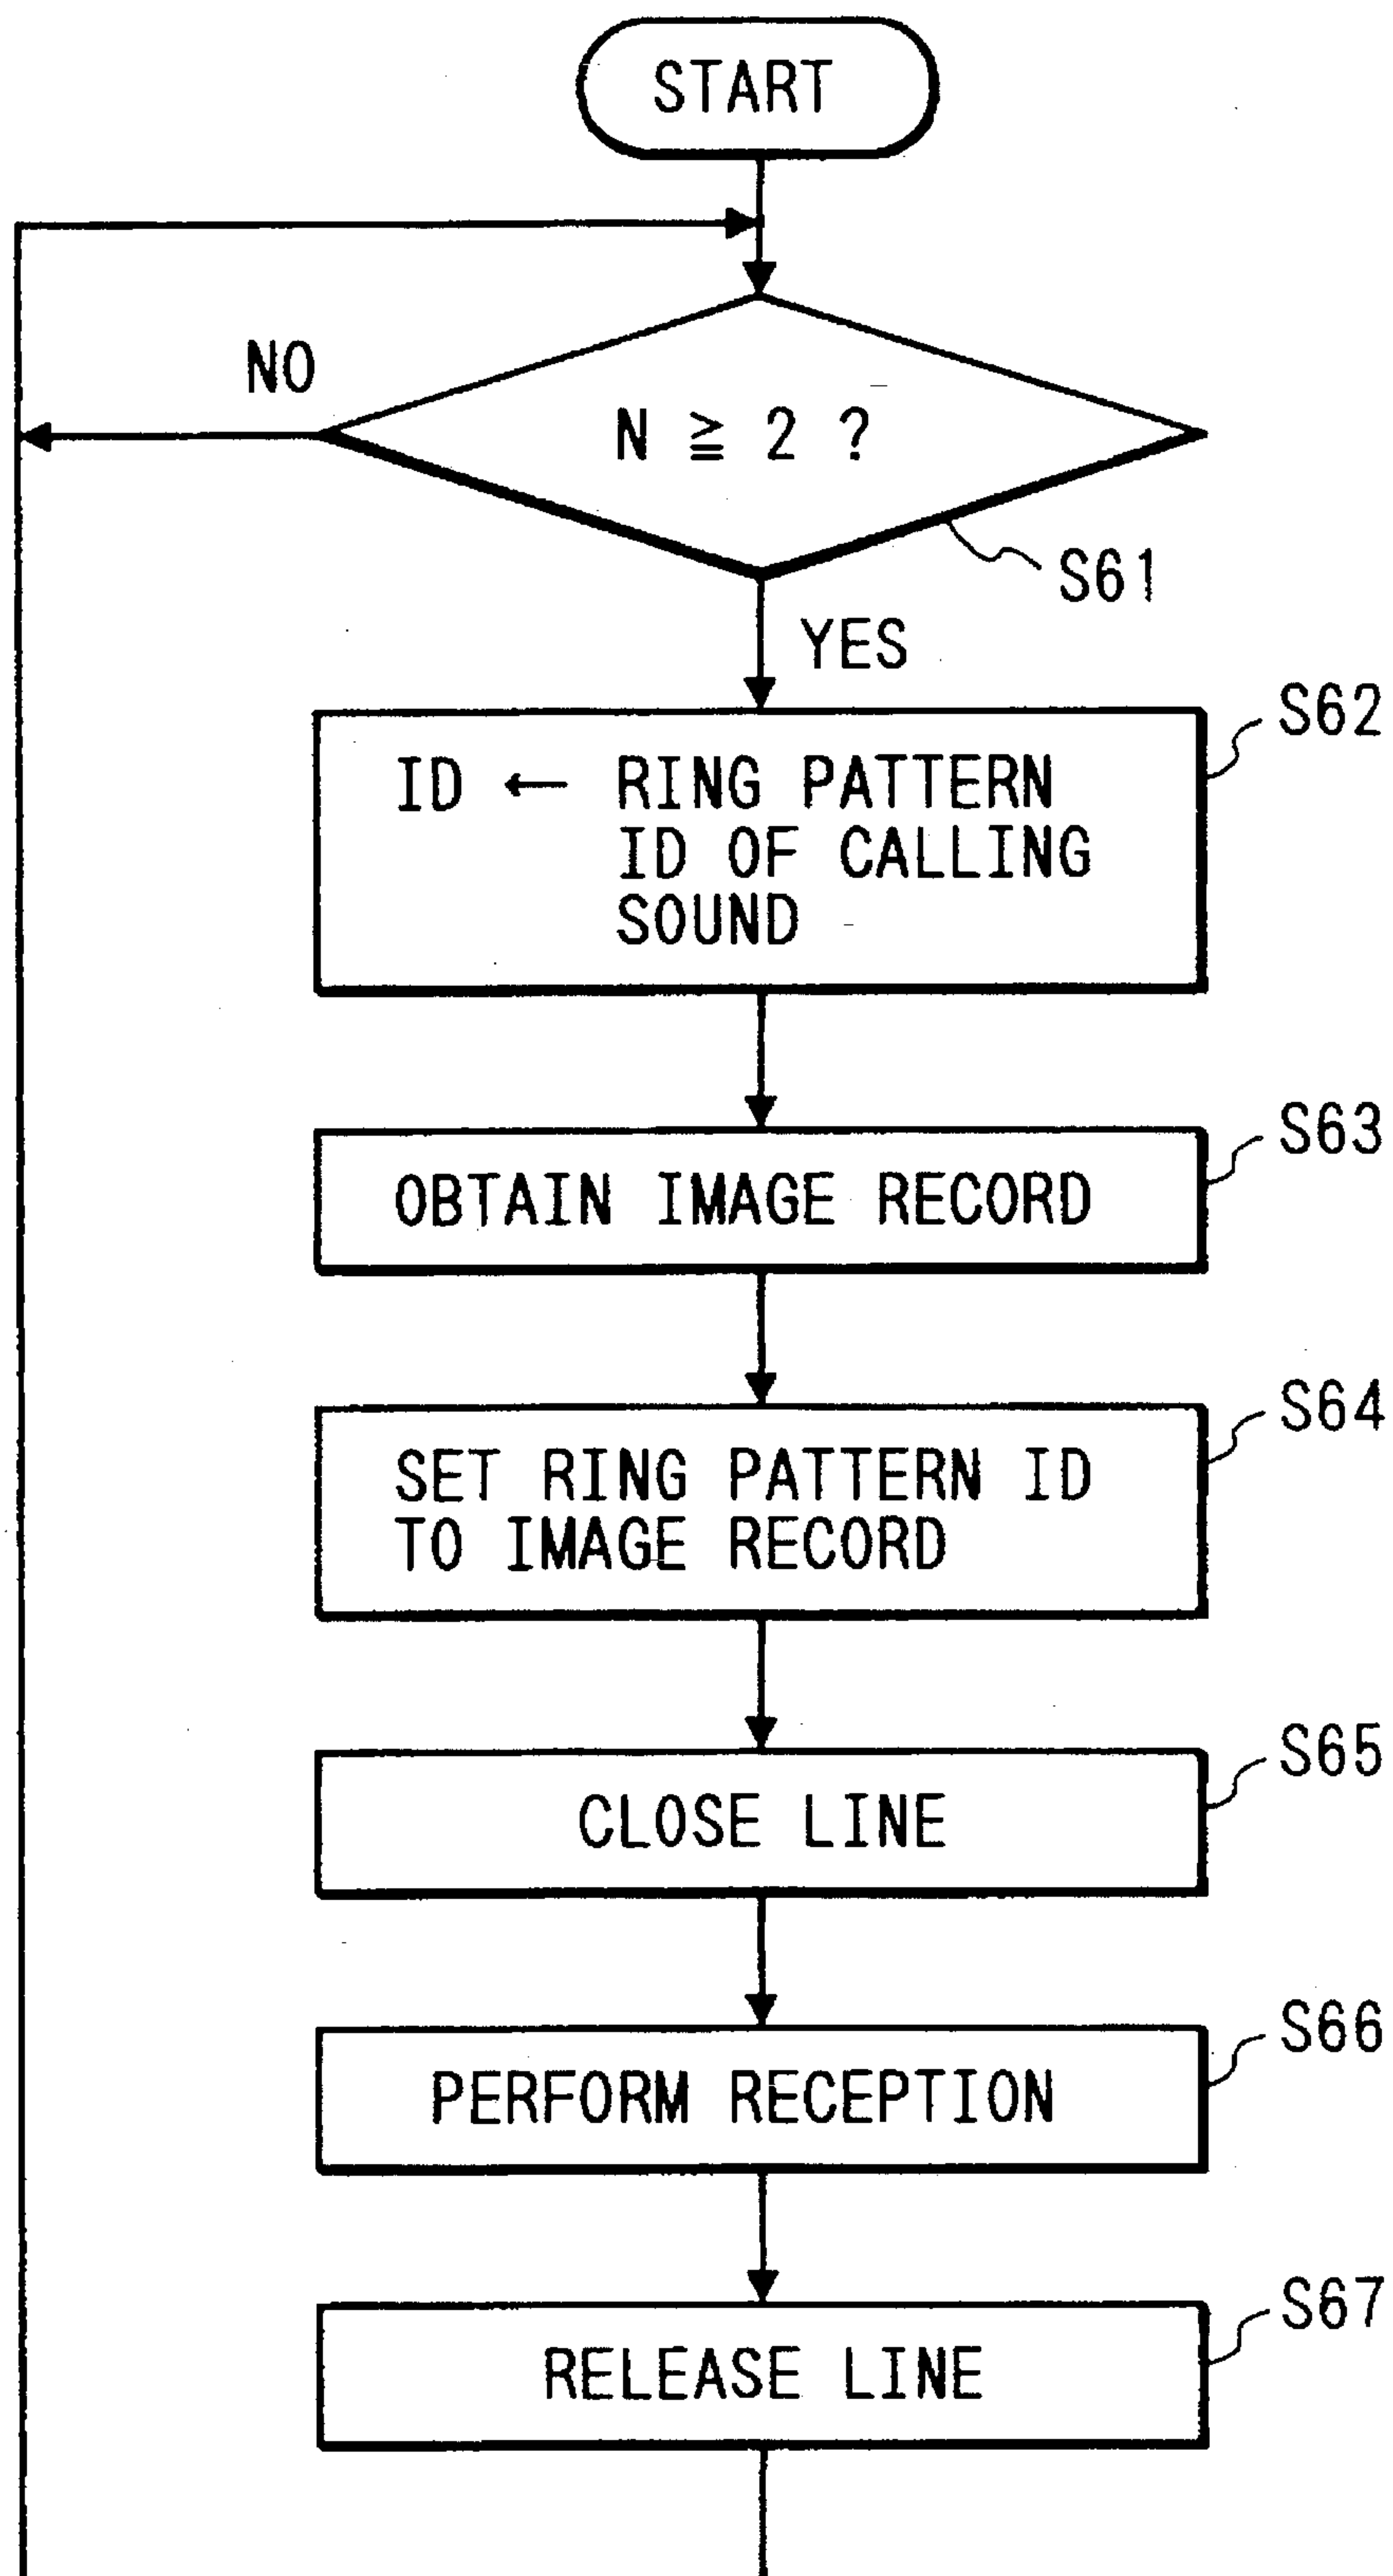 START
NO
N ≧ 2 ?
S61
YES
S62
ID ← RING PATTERN
ID OF CALLING
SOUND
S63
OBTAIN IMAGE RECORD
S64
SET RING PATTERN ID
TO IMAGE RECORD
S65
CLOSE LINE
S66
PERFORM RECEPTION
S67
RELEASE LINE